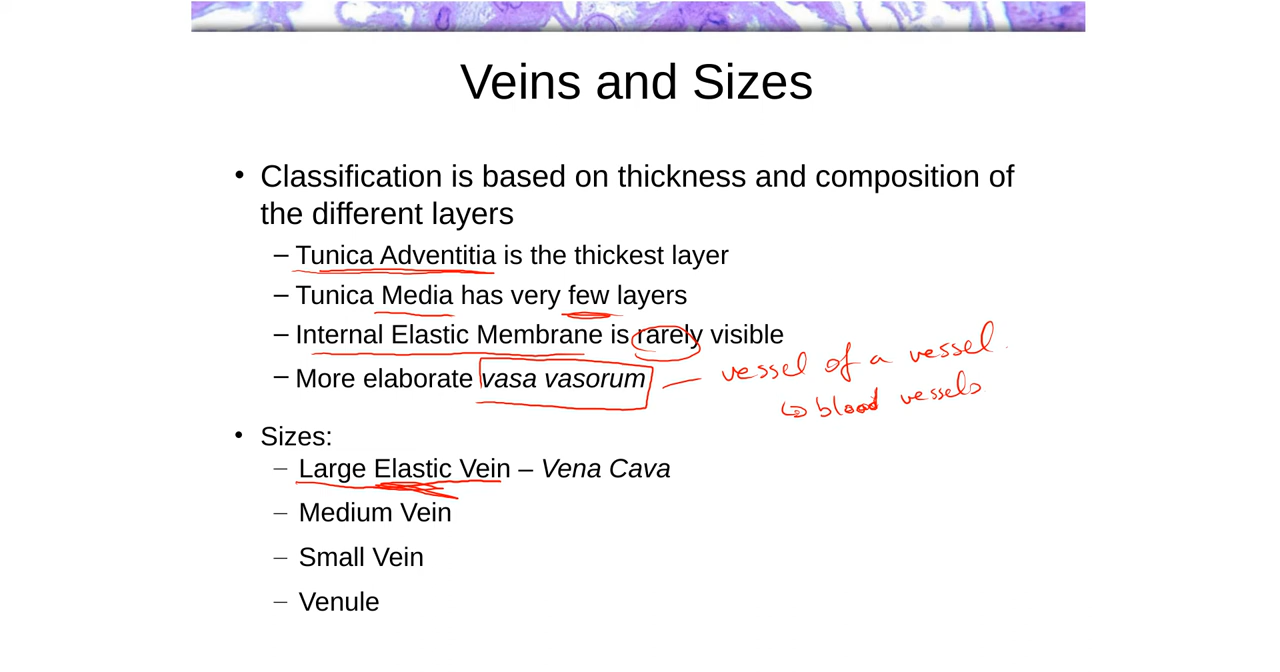 Veins and Sizes
• Classification is based on thickness and composition of
the different layers
– Tunica Adventitia is the thickest layer
– Tunica Media has very few layers
– Internal Elastic Membrane is rarely visible
– More elaborate vasa vasorum — vessel of a vessel
↳ blood vessels
• Sizes:
– Large Elastic Vein – Vena Cava
– Medium Vein
– Small Vein
– Venule